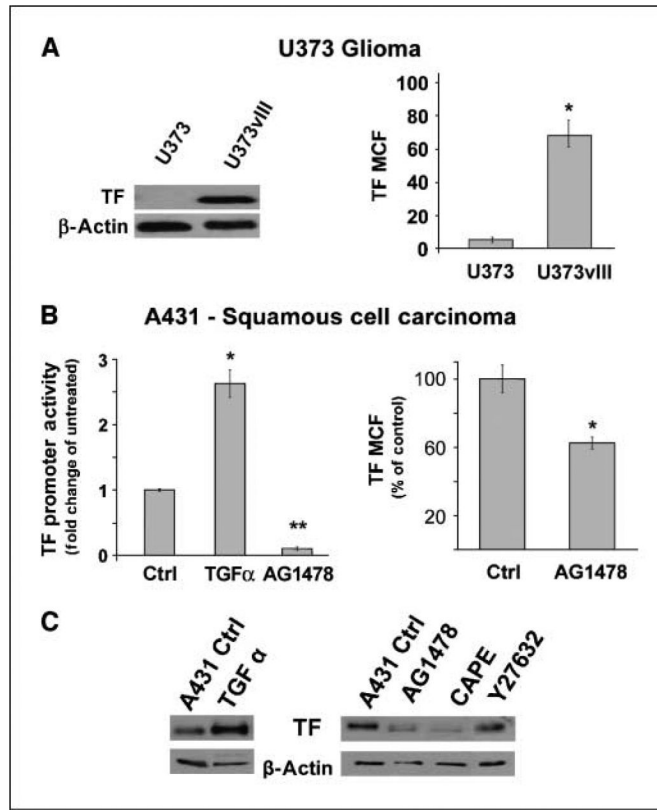 A
U373 Glioma
U373
U373vIII
TF
β-Actin
TF MCF
100
80
60
40
20
0
*
U373
U373vIII
B
A431 - Squamous cell carcinoma
TF promoter activity
(fold change of untreated)
3
2
1
0
*
**
Ctrl
TGFα
AG1478
TF MCF
(% of control)
100
60
20
*
Ctrl
AG1478
C
A431 Ctrl
TGF α
A431 Ctrl
AG1478
CAPE
Y27632
TF
β-Actin